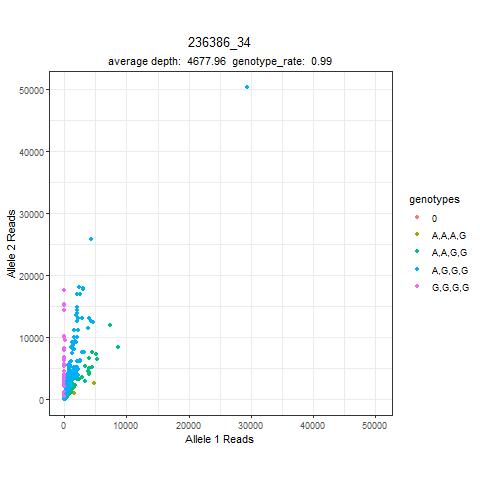 236386_34
average depth: 4677.96 genotype_rate: 0.99
50000
40000
30000
20000
10000
0
Allele 2 Reads
0 10000 20000 30000 40000 50000
Allele 1 Reads
genotypes
0
A,A,A,G
A,A,G,G
A,G,G,G
G,G,G,G